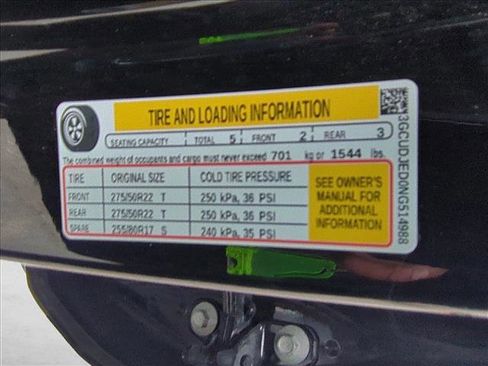 TIRE AND LOADING INFORMATION
SEATING CAPACITY TOTAL 5 FRONT 2 REAR 3
The combined weight of occupants and cargo must never exceed 701 kg or 1544 lbs.
TIRE ORIGINAL SIZE COLD TIRE PRESSURE
FRONT 275/50R22 T 250 kPa, 36 PSI
REAR 275/50R22 T 250 kPa, 36 PSI
SPARE 255/80R17 S 240 kPa, 35 PSI
SEE OWNER'S
MANUAL FOR
ADDITIONAL
INFORMATION
3GCUDJED0NG514988